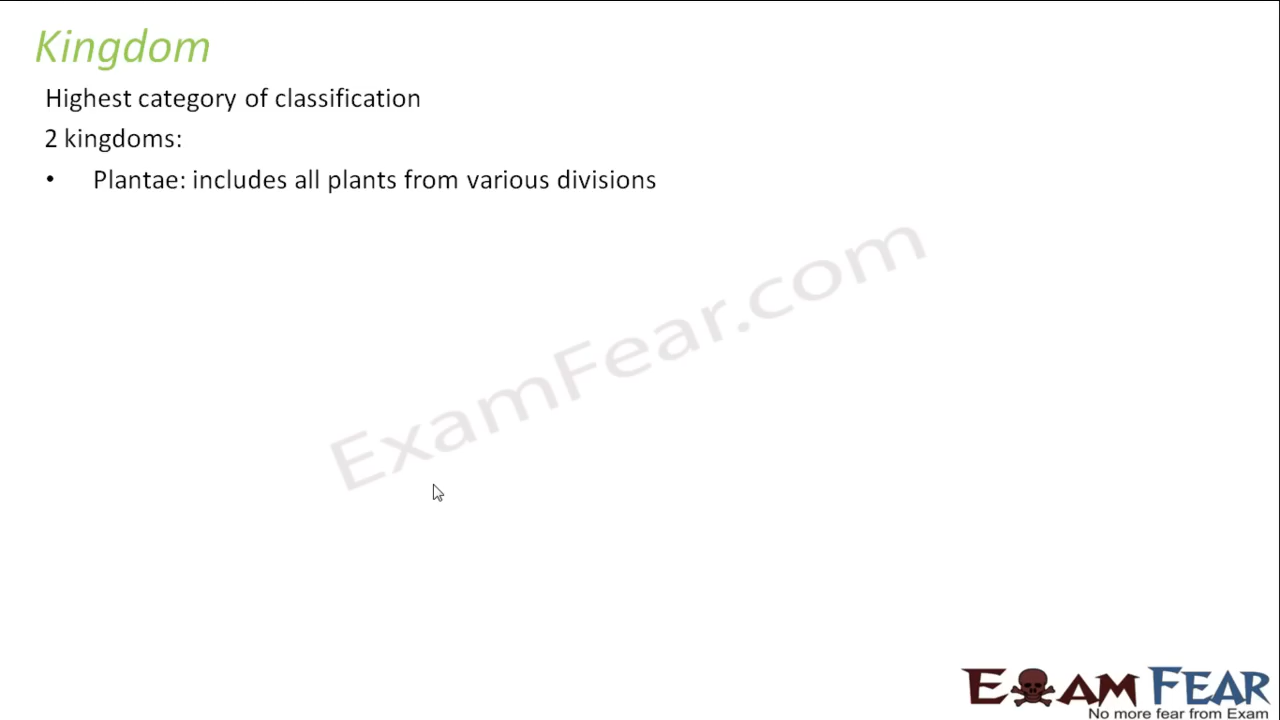 Kingdom
Highest category of classification
2 kingdoms:
• Plantae: includes all plants from various divisions
ExamFear.com
EXAM FEAR
No more fear from Exam